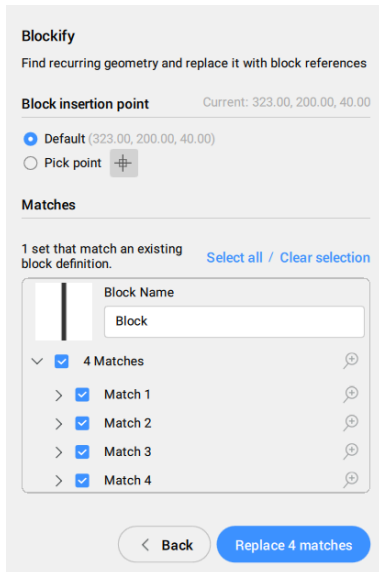 Blockify
Find recurring geometry and replace it with block references
Block insertion point Current: 323.00, 200.00, 40.00
Default (323.00, 200.00, 40.00)
Pick point
Matches
1 set that match an existing
block definition.
Select all / Clear selection
Block Name
Block
4 Matches
Match 1
Match 2
Match 3
Match 4
Back
Replace 4 matches